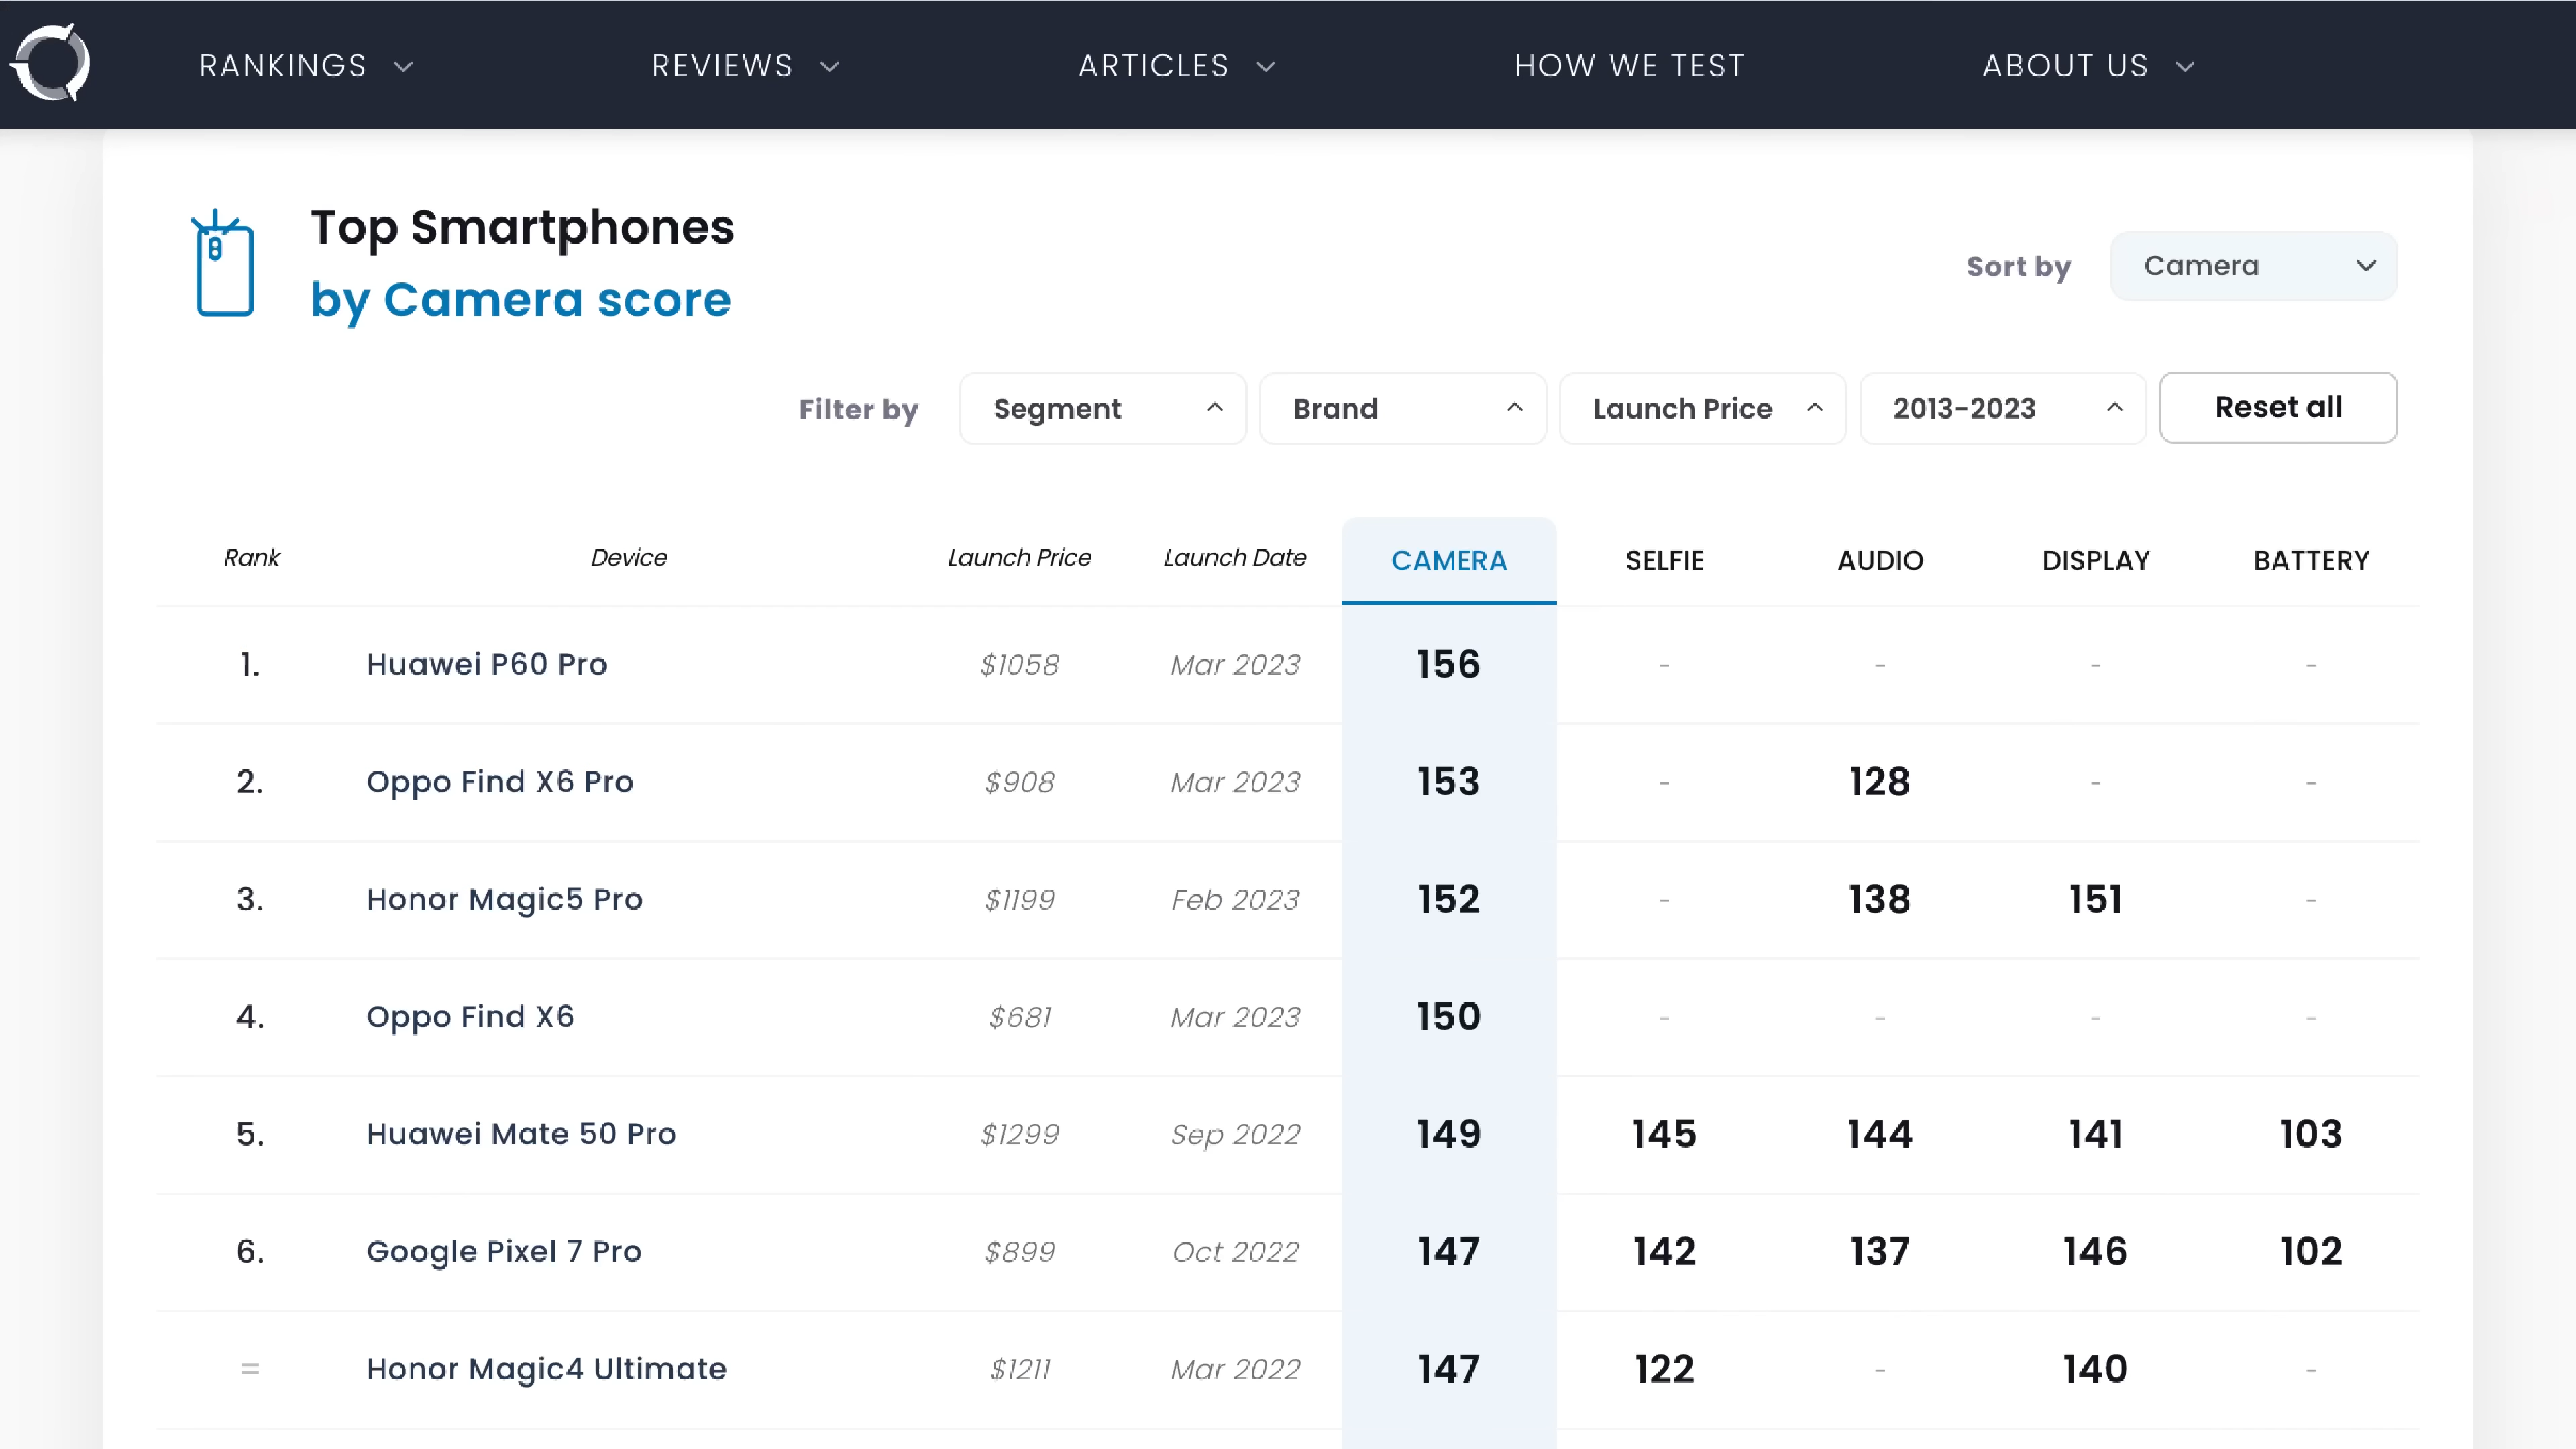 RANKINGS REVIEWS ARTICLES HOW WE TEST ABOUT US
Top Smartphones
by Camera score
Sort by Camera
Filter by Segment Brand Launch Price 2013-2023 Reset all
Rank Device Launch Price Launch Date CAMERA SELFIE AUDIO DISPLAY BATTERY
1. Huawei P60 Pro $1058 Mar 2023 156 - - - -
2. Oppo Find X6 Pro $908 Mar 2023 153 - 128 - -
3. Honor Magic5 Pro $1199 Feb 2023 152 - 138 151 -
4. Oppo Find X6 $681 Mar 2023 150 - - - -
5. Huawei Mate 50 Pro $1299 Sep 2022 149 145 144 141 103
6. Google Pixel 7 Pro $899 Oct 2022 147 142 137 146 102
= Honor Magic4 Ultimate $1211 Mar 2022 147 122 - 140 -